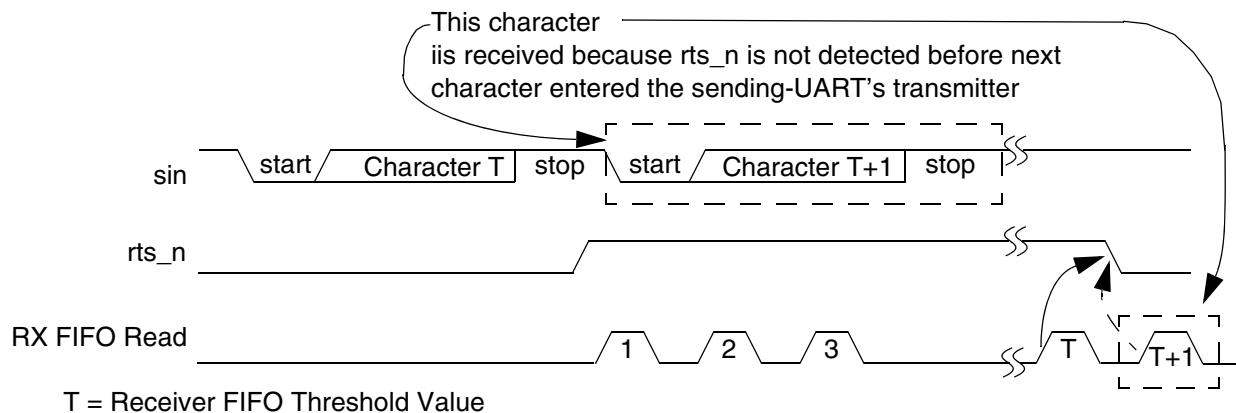 This character
iis received because rts_n is not detected before next
character entered the sending-UART's transmitter
sin start Character T stop start Character T+1 stop
rts_n
RX FIFO Read 1 2 3 T T+1
T = Receiver FIFO Threshold Value